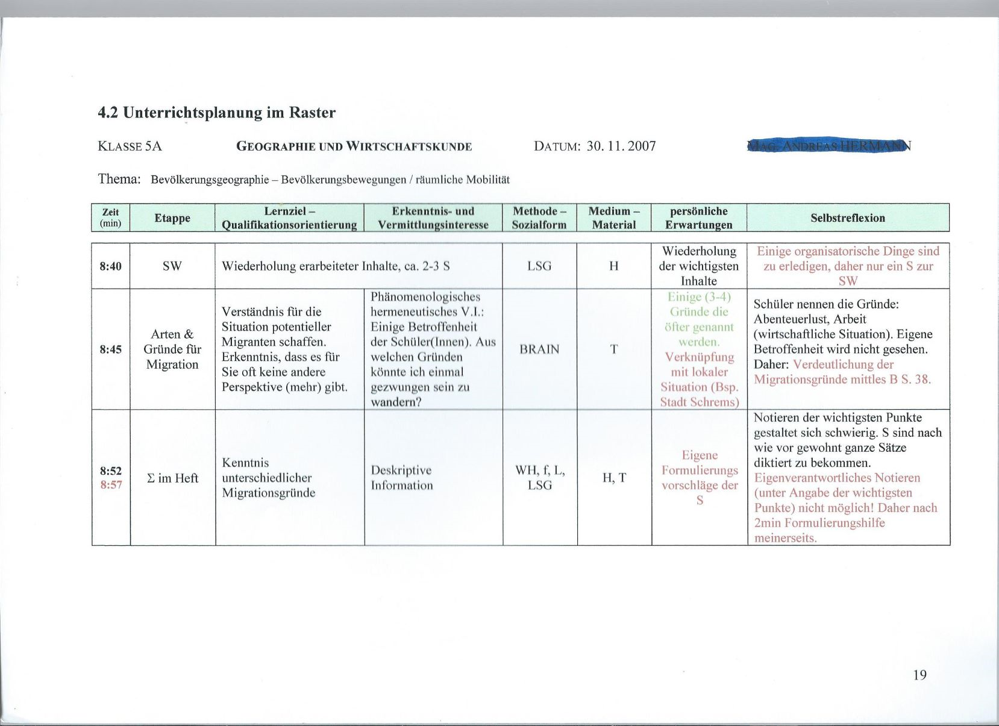 4.2 Unterrichtsplanung im Raster
KLASSE 5A GEOGRAPHIE UND WIRTSCHAFTSKUNDE DATUM: 30. 11. 2007
Thema: Bevölkerungsgeographie – Bevölkerungsbewegungen / räumliche Mobilität
Zeit
(min)
Etappe
Lernziel –
Qualifikationsorientierung
Erkenntnis- und
Vermittlungsinteresse
Methode –
Sozialform
Medium –
Material
persönliche
Erwartungen
Selbstreflexion
8:40
SW
Wiederholung erarbeiteter Inhalte, ca. 2-3 S
LSG
H
Wiederholung
der wichtigsten
Inhalte
Einige organisatorische Dinge sind
zu erledigen, daher nur ein S zur
SW
8:45
Arten &
Gründe für
Migration
Verständnis für die
Situation potentieller
Migranten schaffen.
Erkenntnis, dass es für
Sie oft keine andere
Perspektive (mehr) gibt.
Phänomenologisches
hermeneutisches V.I.:
Einige Betroffenheit
der Schüler(Innen). Aus
welchen Gründen
könnte ich einmal
gezwungen sein zu
wandern?
BRAIN
T
Einige (3-4)
Gründe die
öfter genannt
werden.
Verknüpfung
mit lokaler
Situation (Bsp.
Stadt Schrems)
Schüler nennen die Gründe:
Abenteuerlust, Arbeit
(wirtschaftliche Situation). Eigene
Betroffenheit wird nicht gesehen.
Daher: Verdeutlichung der
Migrationsgründe mittles B S. 38.
8:52
8:57
Σ im Heft
Kenntnis
unterschiedlicher
Migrationsgründe
Deskriptive
Information
WH, f, L,
LSG
H, T
Eigene
Formulierungs
vorschläge der
S
Notieren der wichtigsten Punkte
gestaltet sich schwierig. S sind nach
wie vor gewohnt ganze Sätze
diktiert zu bekommen.
Eigenverantwortliches Notieren
(unter Angabe der wichtigsten
Punkte) nicht möglich! Daher nach
2min Formulierungshilfe
meinerseits.
19